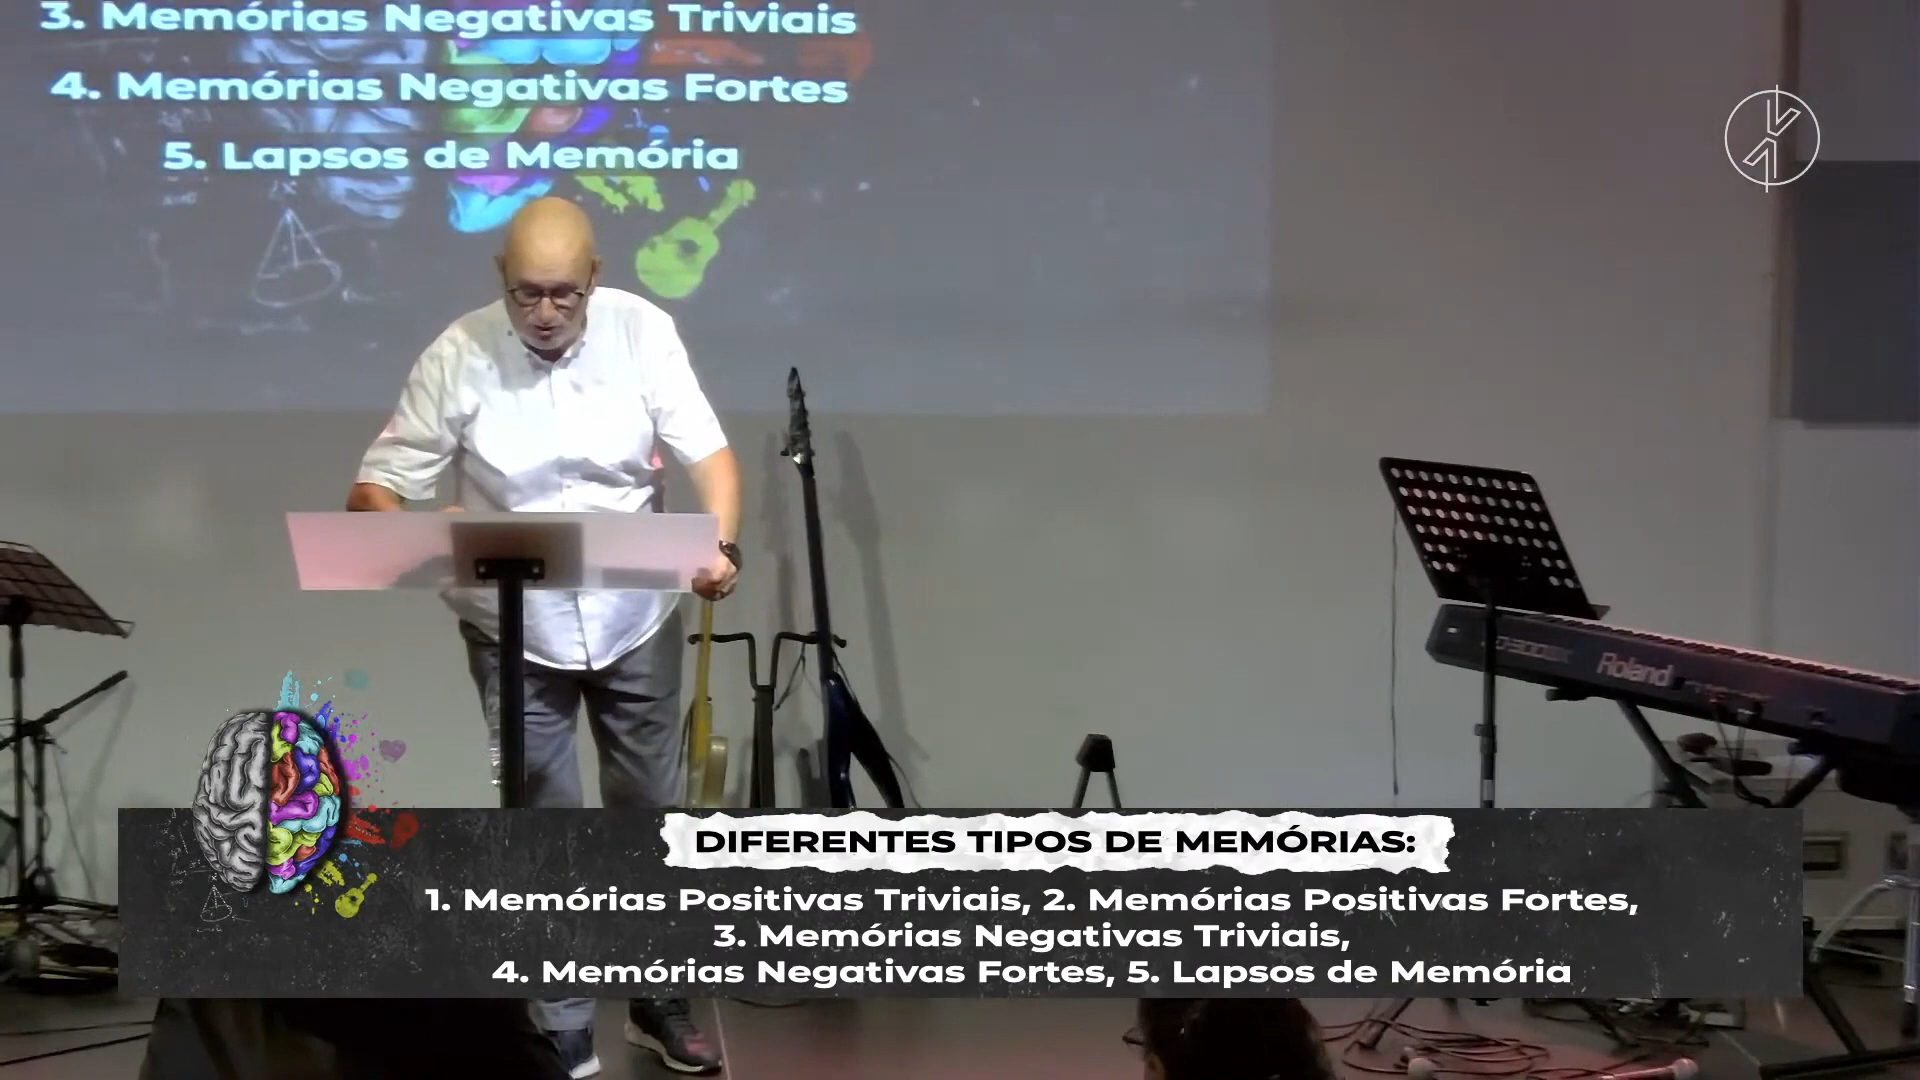 3. Memórias Negativas Triviais
4. Memórias Negativas Fortes
5. Lapsos de Memória
Roland
DIFERENTES TIPOS DE MEMÓRIAS:
1. Memórias Positivas Triviais, 2. Memórias Positivas Fortes,
3. Memórias Negativas Triviais,
4. Memórias Negativas Fortes, 5. Lapsos de Memória